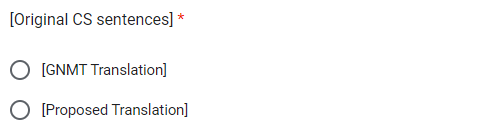 [Original CS sentences] *
[GNMT Translation]
[Proposed Translation]